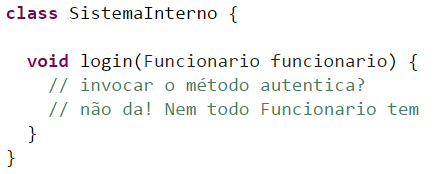 class SistemaInterno {
void login(Funcionario funcionario) {
// invocar o método autentica?
// não da! Nem todo Funcionario tem
}
}